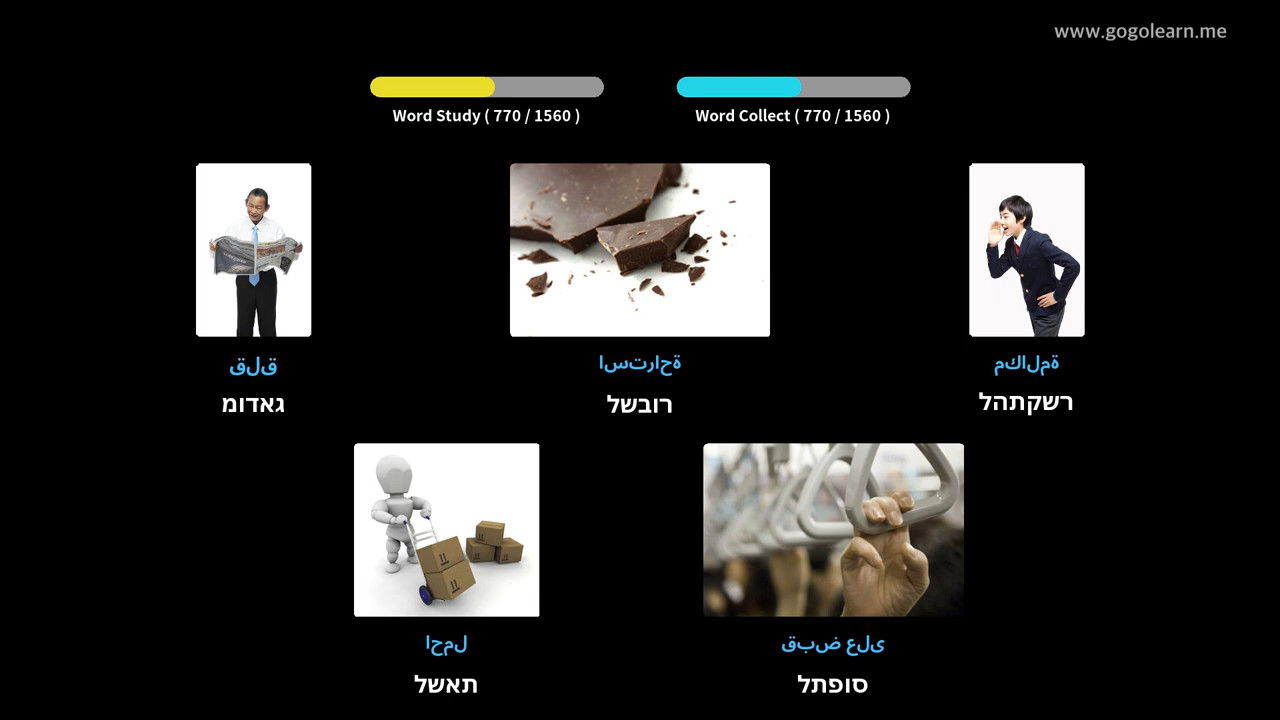 www.gogolearn.me
Word Study ( 770 / 1560 )
Word Collect ( 770 / 1560 )
قلق
גאדומ
ةحارتسا
רובשל
ةملاكم
רשקתהל
لمحا
תאשל
ىلع ضبق
סופתל